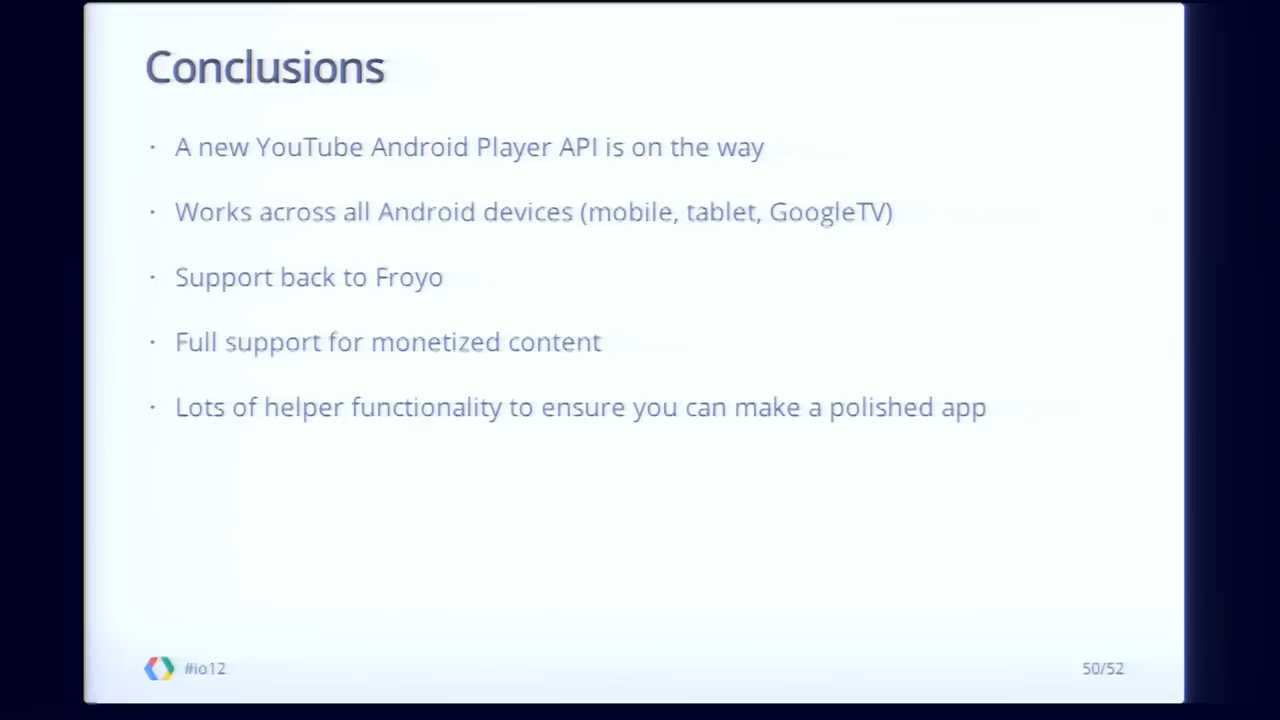 Conclusions
· A new YouTube Android Player API is on the way
· Works across all Android devices (mobile, tablet, GoogleTV)
· Support back to Froyo
· Full support for monetized content
· Lots of helper functionality to ensure you can make a polished app
#io12
50/52